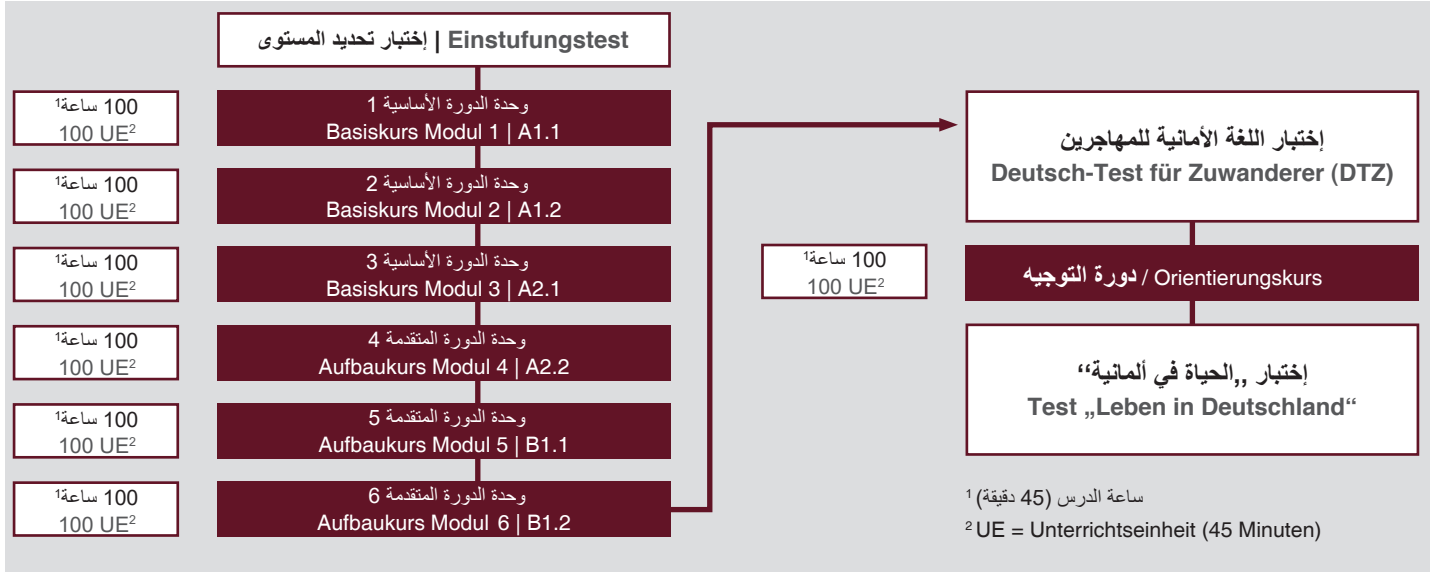 إختبار تحديد المستوى | Einstufungstest
100 ساعة¹
100 UE²
وحدة الدورة الأساسية 1
Basiskurs Modul 1 | A1.1
100 ساعة¹
100 UE²
وحدة الدورة الأساسية 2
Basiskurs Modul 2 | A1.2
100 ساعة¹
100 UE²
وحدة الدورة الأساسية 3
Basiskurs Modul 3 | A2.1
100 ساعة¹
100 UE²
وحدة الدورة المتقدمة 4
Aufbaukurs Modul 4 | A2.2
100 ساعة¹
100 UE²
وحدة الدورة المتقدمة 5
Aufbaukurs Modul 5 | B1.1
100 ساعة¹
100 UE²
وحدة الدورة المتقدمة 6
Aufbaukurs Modul 6 | B1.2
إختبار اللغة الأمانية للمهاجرين
Deutsch-Test für Zuwanderer (DTZ)
100 ساعة¹
100 UE²
دورة التوجيه / Orientierungskurs
إختبار ,,الحياة في ألمانية‘‘
Test „Leben in Deutschland“
¹ ساعة الدرس (45 دقيقة)
² UE = Unterrichtseinheit (45 Minuten)